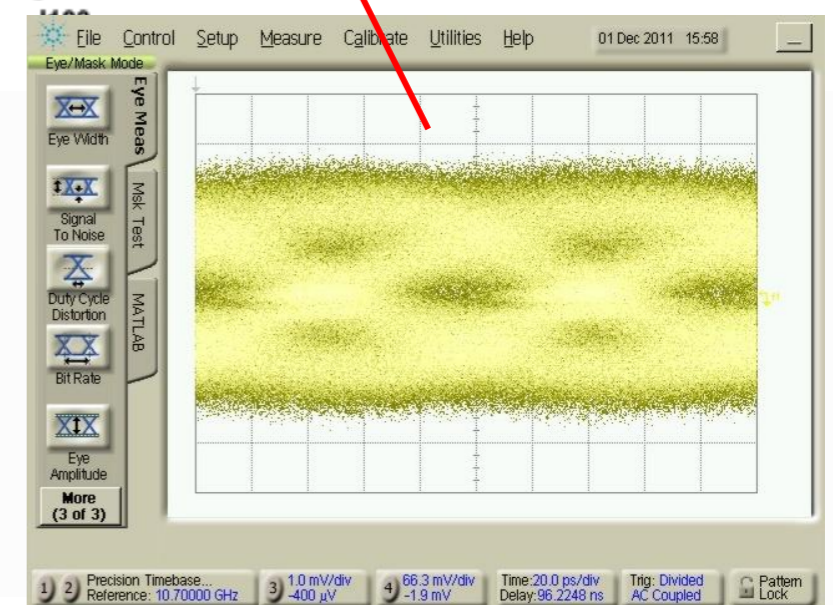 File Control Setup Measure Calibrate Utilities Help 01 Dec 2011 15:58
Eye/Mask Mode
Eye Meas
Msk Test
MATLAB
Eye Width
Signal
To Noise
Duty Cycle
Distortion
Bit Rate
Eye
Amplitude
More
(3 of 3)
1 2 Precision Timebase...
Reference: 10.70000 GHz
3 1.0 mV/div
-400 µV
4 66.3 mV/div
-1.9 mV
Time:20.0 ps/div
Delay:96.2248 ns
Trig: Divided
AC Coupled
Pattern
Lock